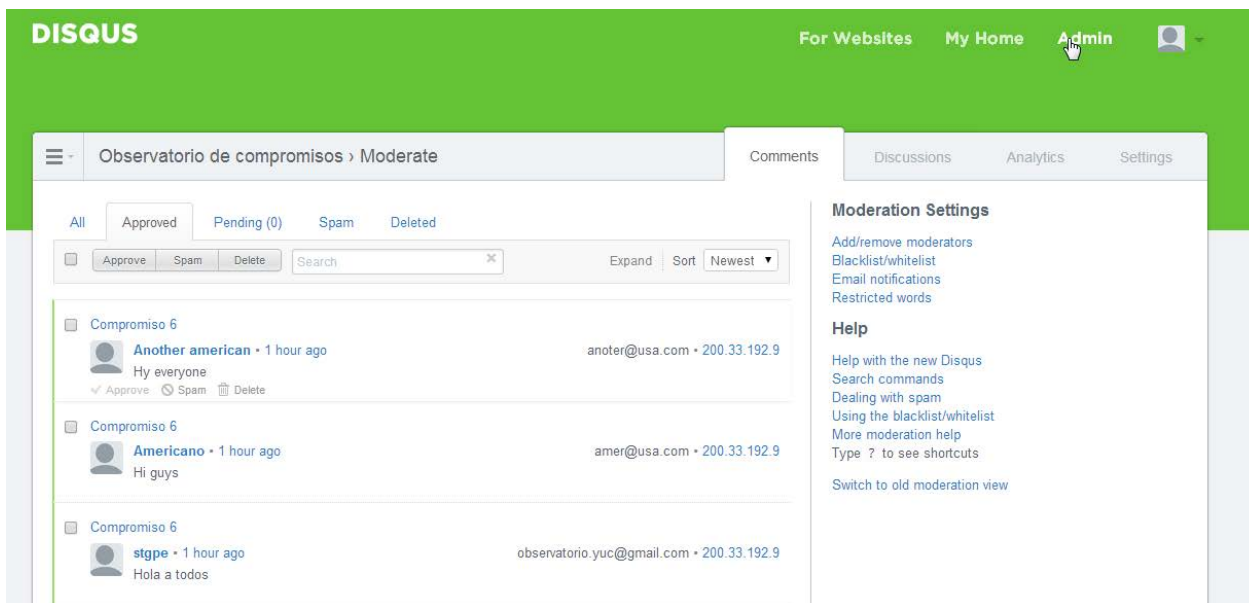 DISQUS
For Websites My Home Admin
Observatorio de compromisos › Moderate
Comments Discussions Analytics Settings
All Approved Pending (0) Spam Deleted
Approve Spam Delete Search Expand Sort Newest
Compromiso 6
Another american • 1 hour ago anoter@usa.com • 200.33.192.9
Hy everyone
Approve Spam Delete
Compromiso 6
Americano • 1 hour ago amer@usa.com • 200.33.192.9
Hi guys
Compromiso 6
stgpe • 1 hour ago observatorio.yuc@gmail.com • 200.33.192.9
Hola a todos
Moderation Settings
Add/remove moderators
Blacklist/whitelist
Email notifications
Restricted words
Help
Help with the new Disqus
Search commands
Dealing with spam
Using the blacklist/whitelist
More moderation help
Type ? to see shortcuts
Switch to old moderation view